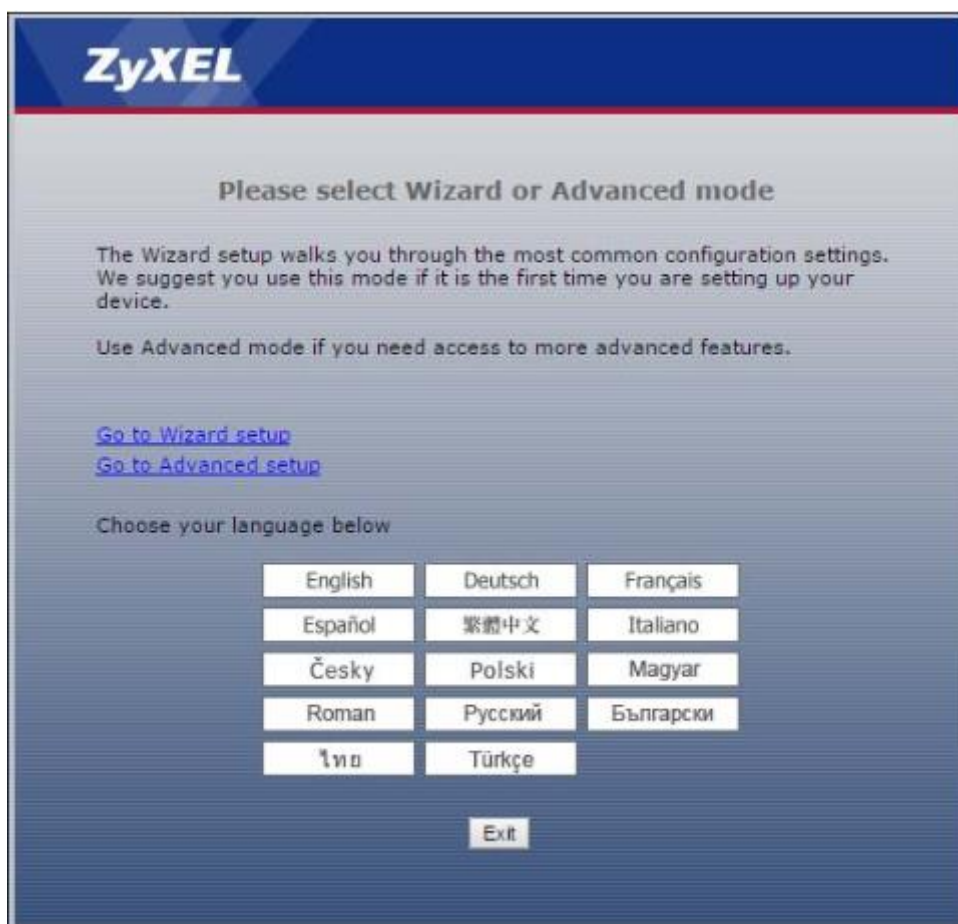 ZyXEL
Please select Wizard or Advanced mode
The Wizard setup walks you through the most common configuration settings.
We suggest you use this mode if it is the first time you are setting up your
device.
Use Advanced mode if you need access to more advanced features.
Go to Wizard setup
Go to Advanced setup
Choose your language below
English Deutsch Français
Español 繁體中文 Italiano
Česky Polski Magyar
Roman Русский Български
ไทย Türkçe
Exit